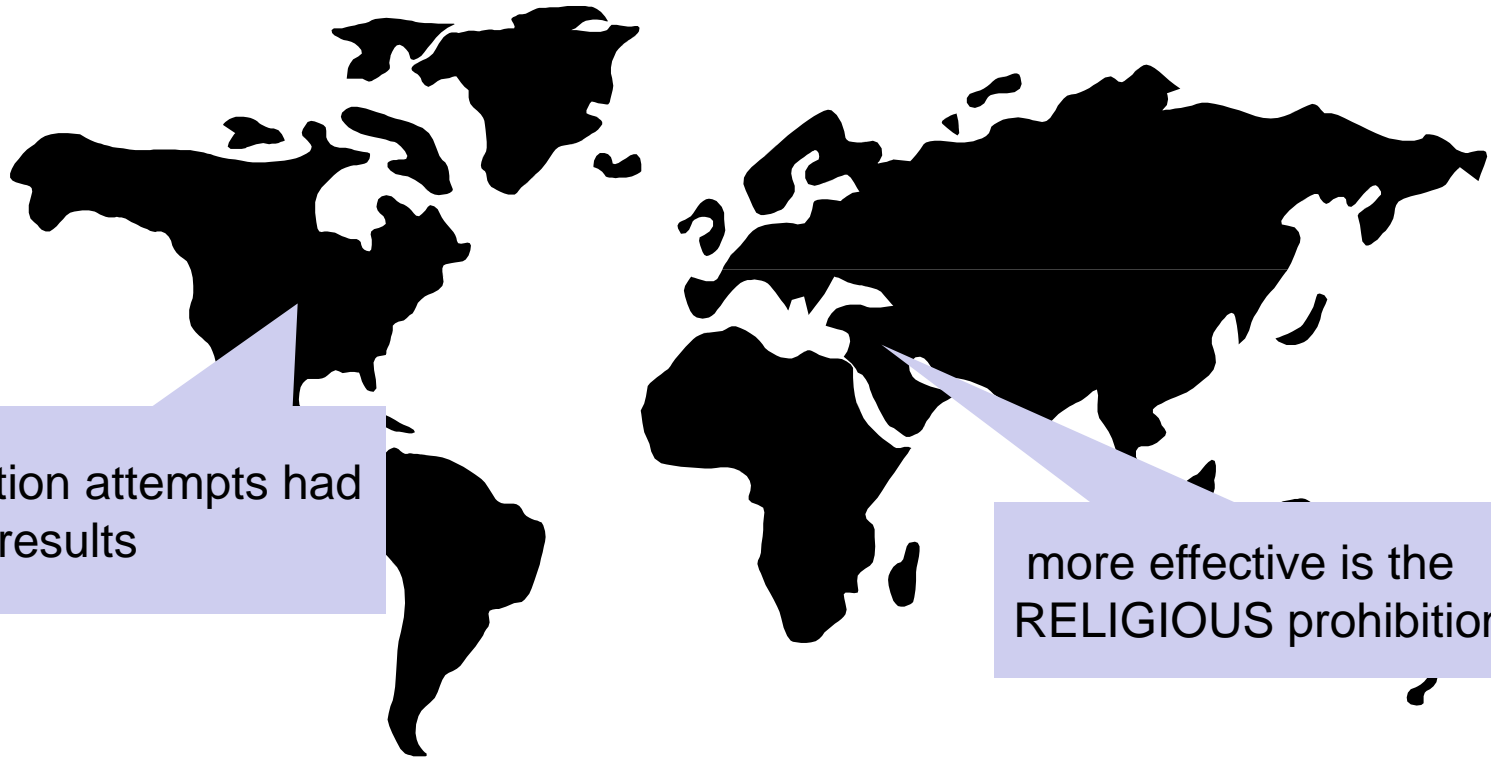 tion attempts had
results
more effective is the
RELIGIOUS prohibition